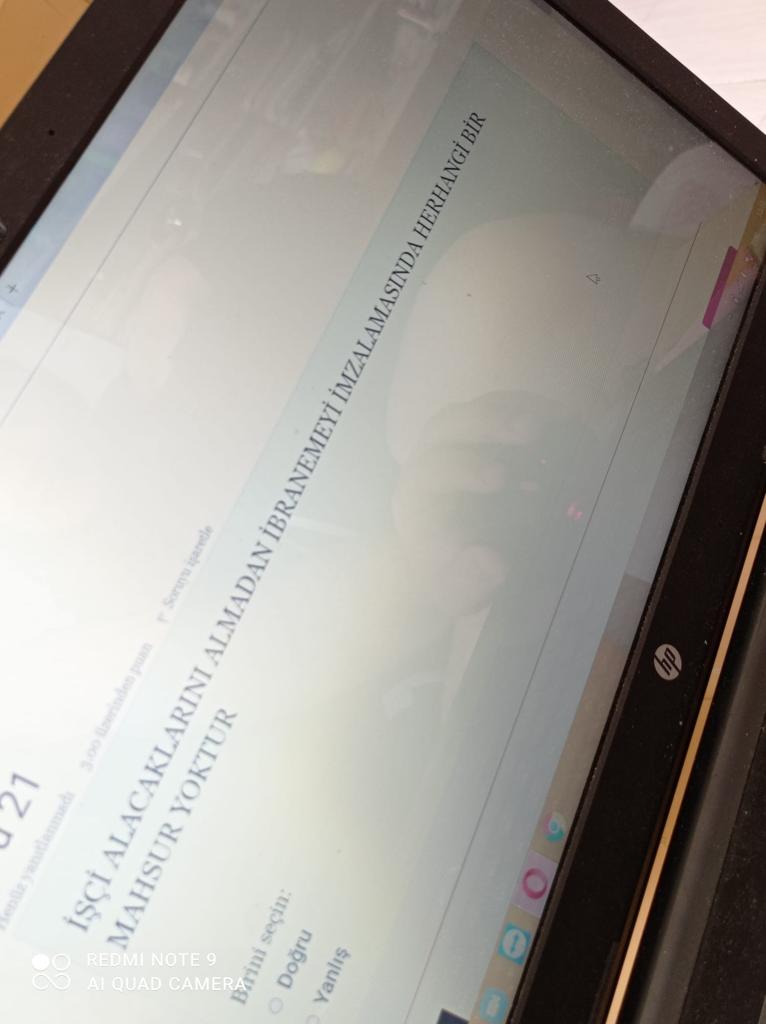 u 21
Henüz yanıtlanmadı
3,00 üzerinden puan
Soruyu işaretle
İŞÇİ ALACAKLARINI ALMADAN İBRANEMEYİ İMZALAMASINDA HERHANGİ BİR
MAHSUR YOKTUR
Birini seçin:
Doğru
Yanlış
hp
REDMI NOTE 9
AI QUAD CAMERA